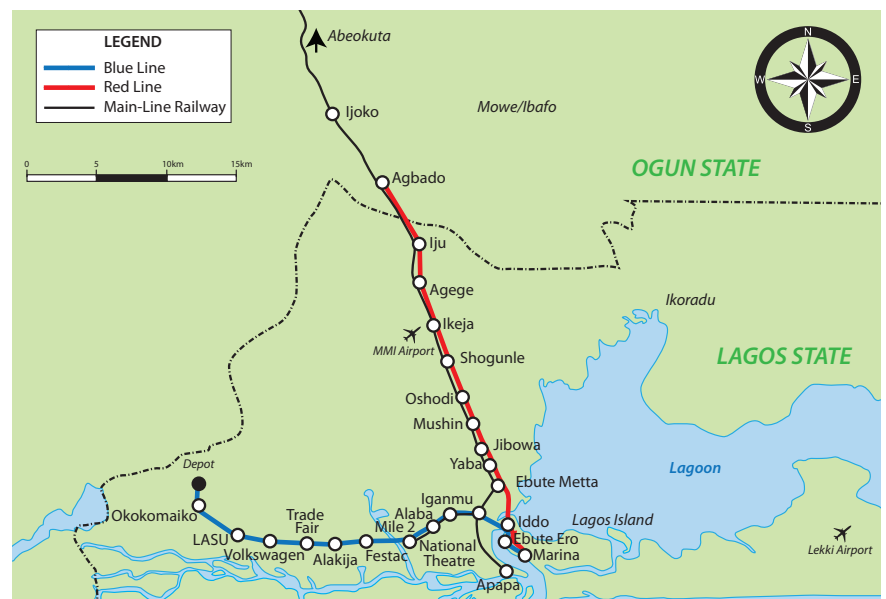 LEGEND
Blue Line
Red Line
Main-Line Railway
0 5 10km 15km
Abeokuta
N
W E
S
Ijoko
Mowe/Ibafo
OGUN STATE
Agbado
Iju
Agege
Ikoradu
Ikeja
MMI Airport
LAGOS STATE
Shogunle
Oshodi
Mushin
Jibowa
Yaba
Lagoon
Depot
Ebute Metta
Okokomaiko
Iganmu
Alaba
Mile 2
Trade
Fair
Iddo
Lagos Island
LASU
Volkswagen
Alakija
Festac
National
Theatre
Ebute Ero
Marina
Lekki Airport
Apapa